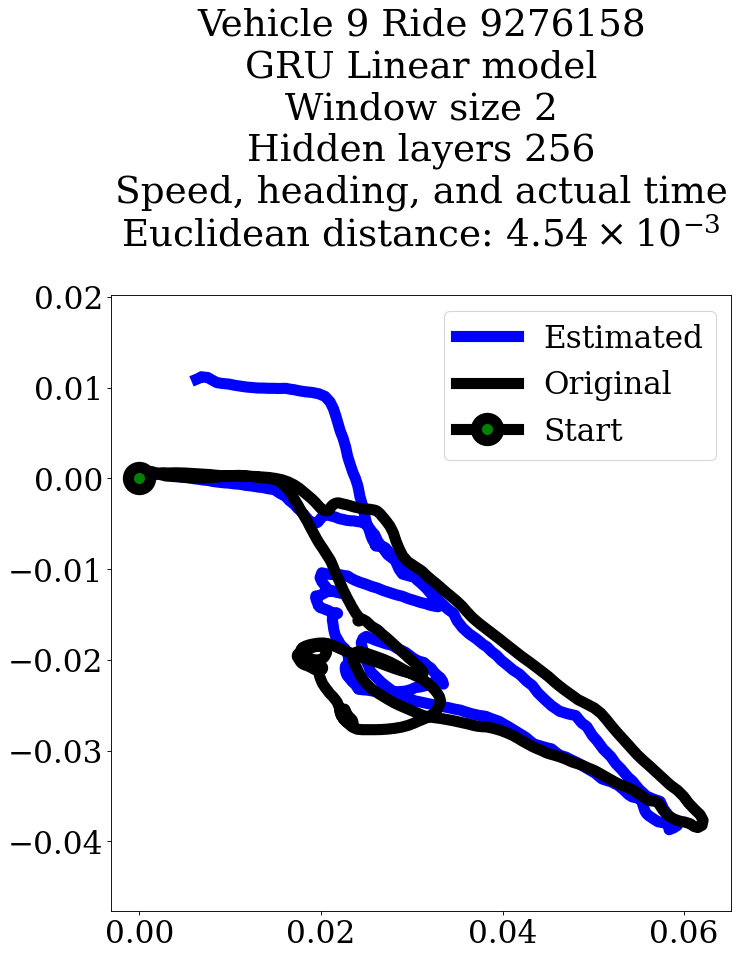 Vehicle 9 Ride 9276158
GRU Linear model
Window size 2
Hidden layers 256
Speed, heading, and actual time
Euclidean distance: 4.54 × 10⁻³
0.02
Estimated
0.01
Original
Start
0.00
−0.01
−0.02
−0.03
−0.04
0.00 0.02 0.04 0.06